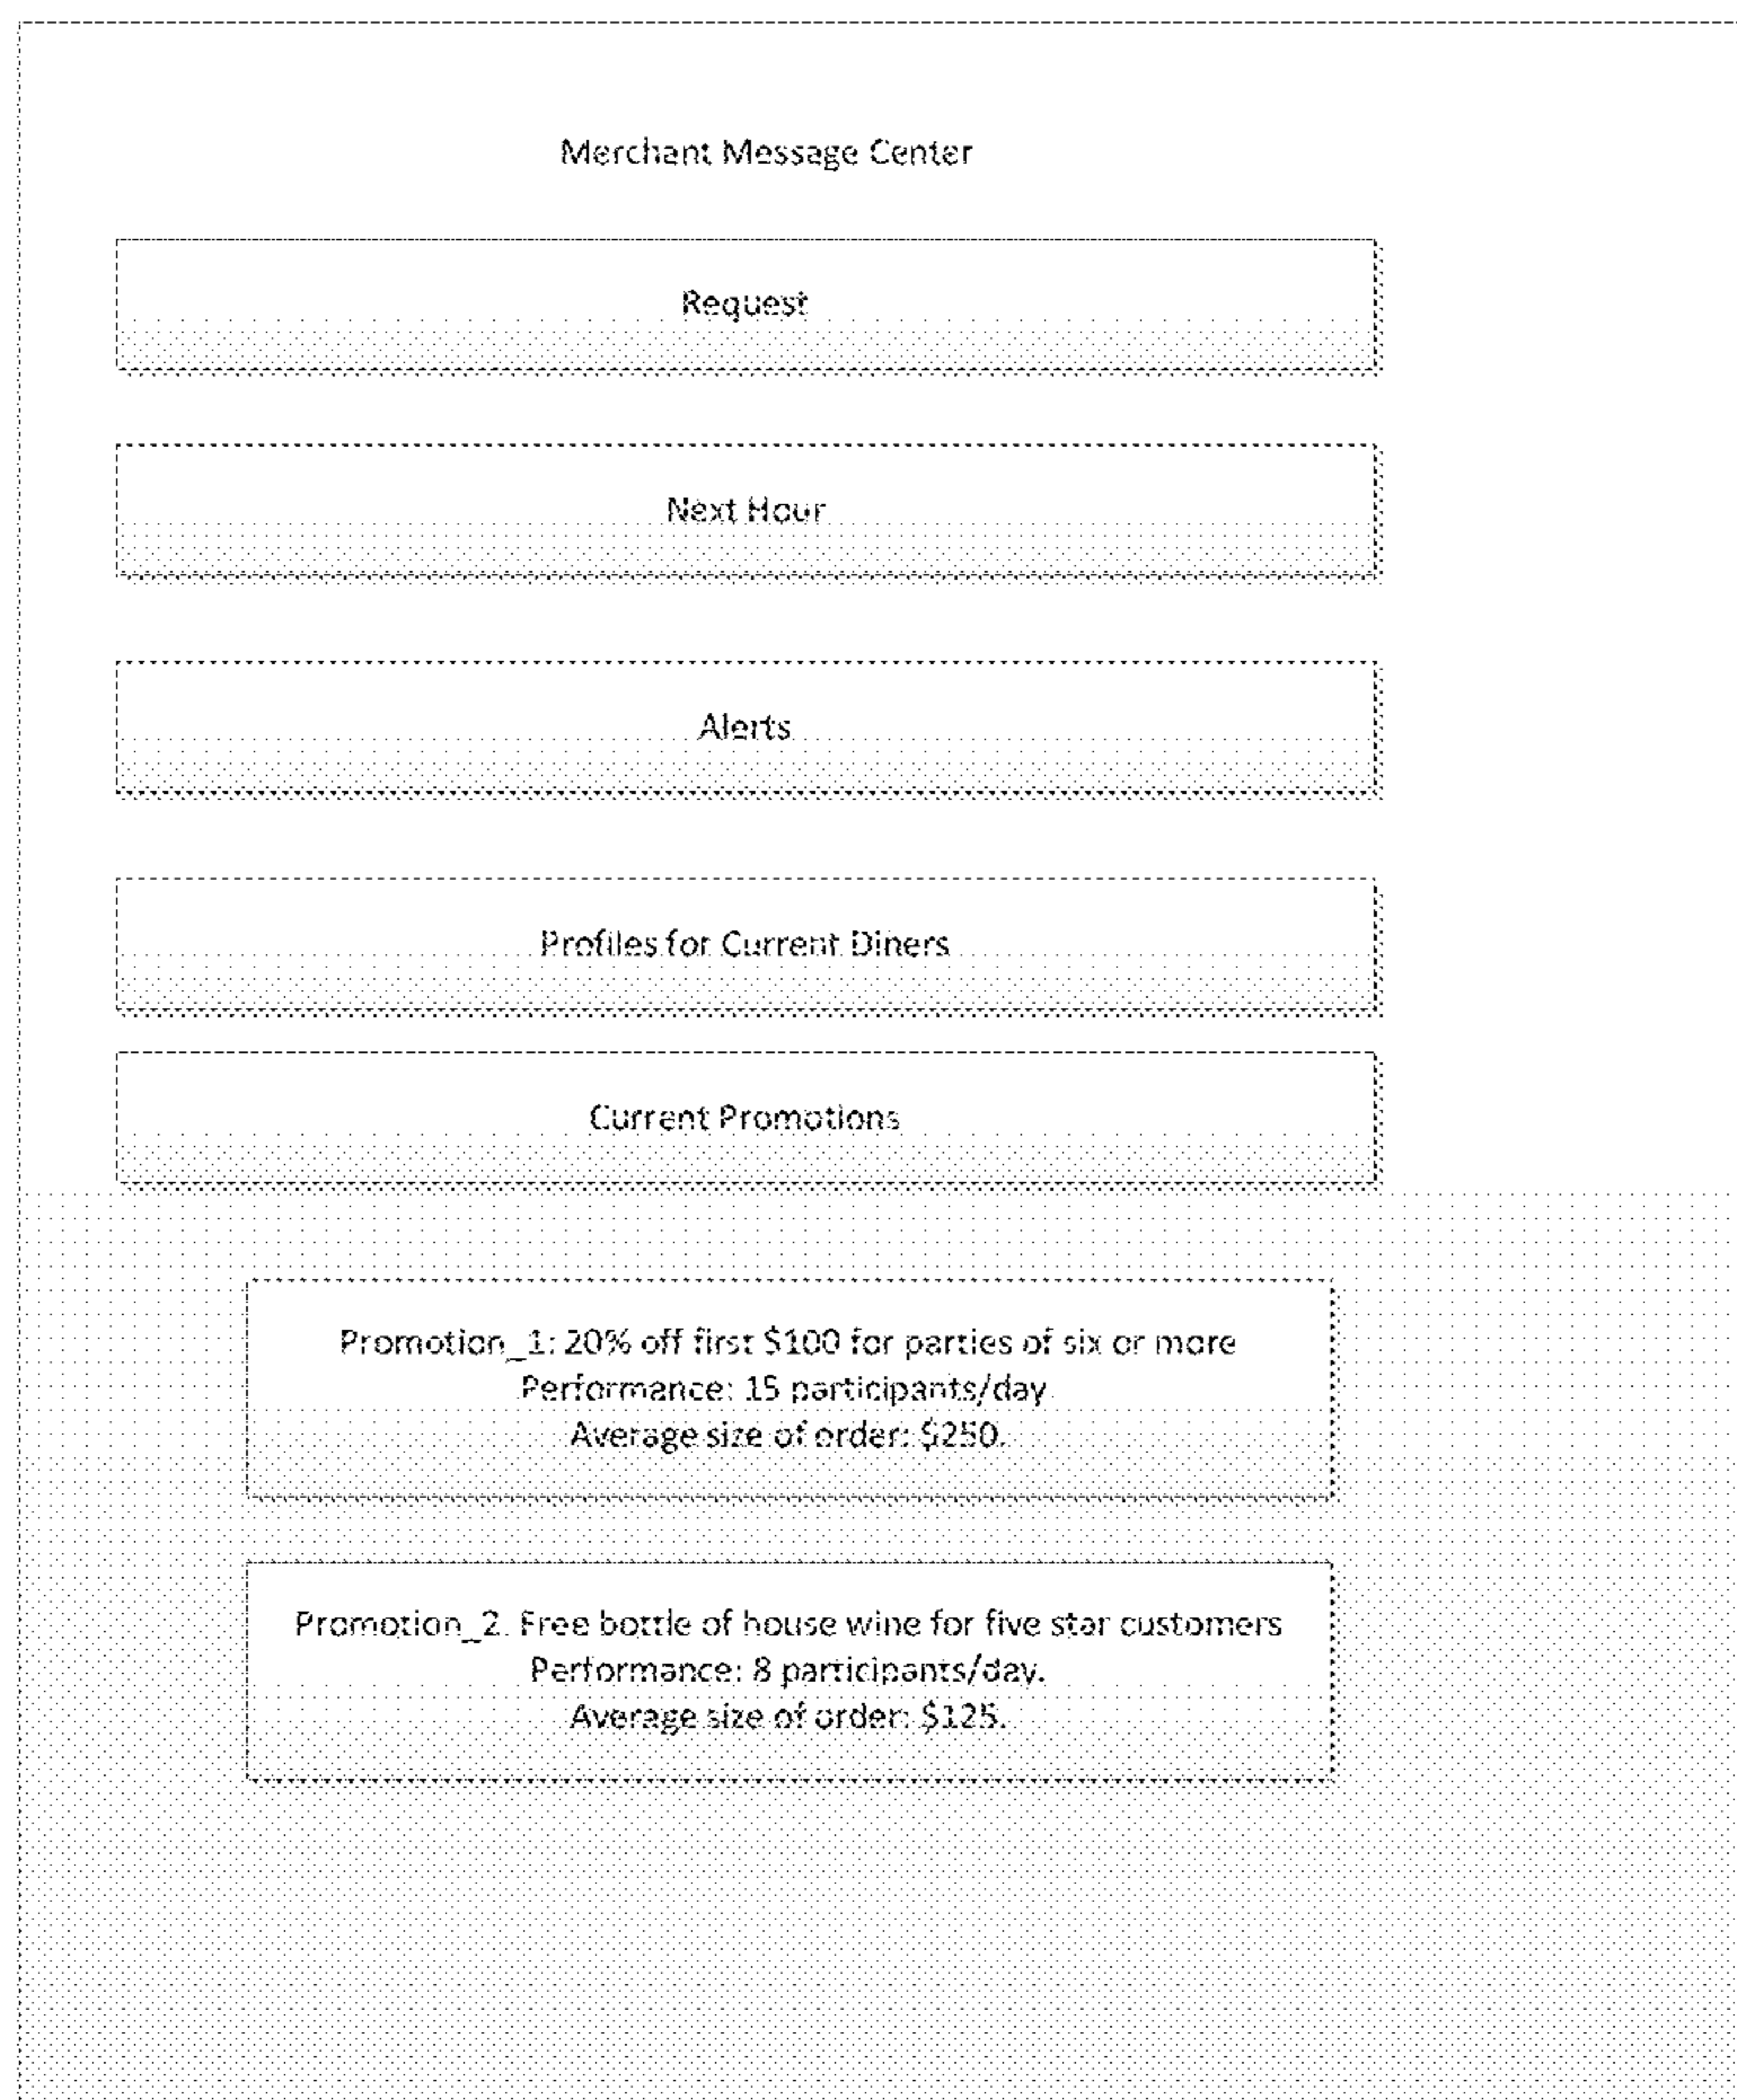 Merchant Message Center
Request
Next Hour
Alerts
Profiles for Current Diners
Current Promotions
Promotion_1: 20% off first $100 for parties of six or more
Performance: 15 participants/day.
Average size of order: $250.
Promotion_2. Free bottle of house wine for five star customers
Performance: 8 participants/day.
Average size of order: $125.